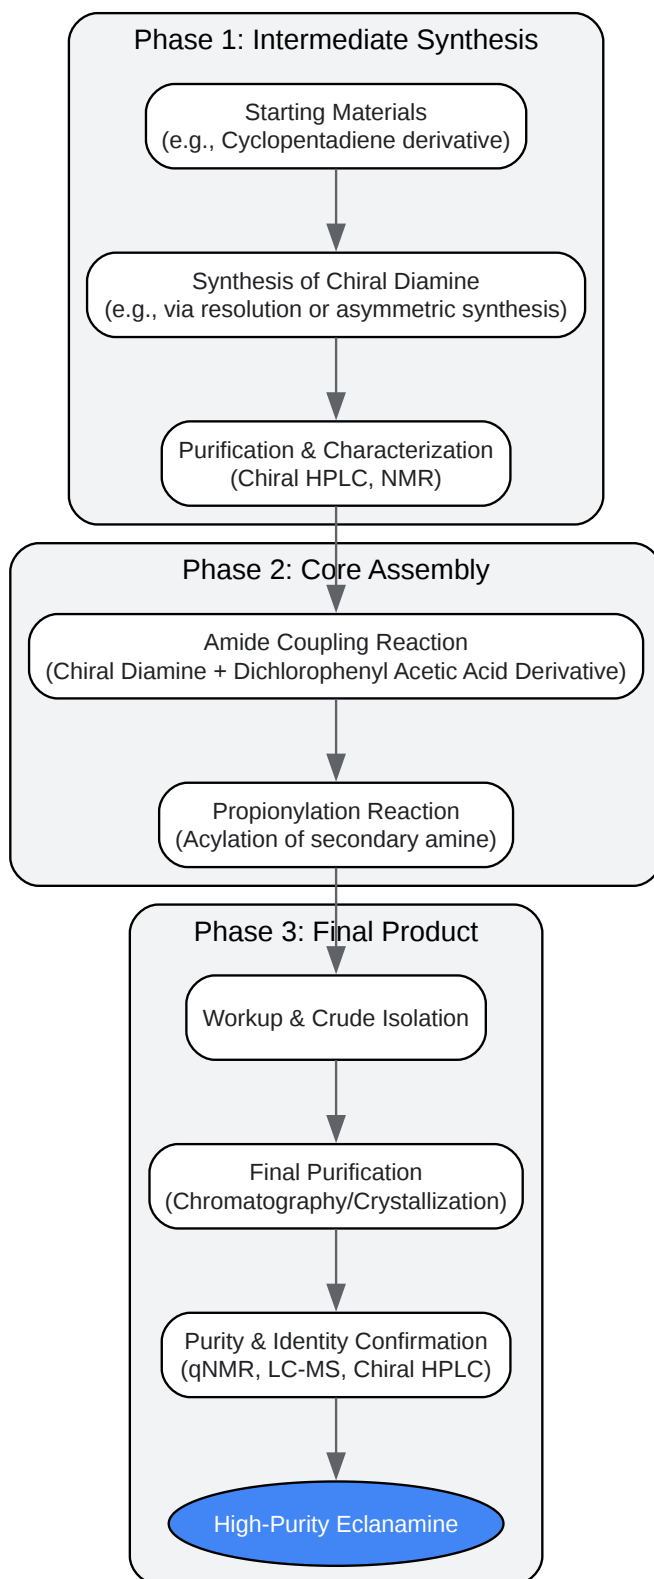 Phase 1: Intermediate Synthesis
Starting Materials
(e.g., Cyclopentadiene derivative)
Synthesis of Chiral Diamine
(e.g., via resolution or asymmetric synthesis)
Purification & Characterization
(Chiral HPLC, NMR)
Phase 2: Core Assembly
Amide Coupling Reaction
(Chiral Diamine + Dichlorophenyl Acetic Acid Derivative)
Propionylation Reaction
(Acylation of secondary amine)
Phase 3: Final Product
Workup & Crude Isolation
Final Purification
(Chromatography/Crystallization)
Purity & Identity Confirmation
(qNMR, LC-MS, Chiral HPLC)
High-Purity Eclanamine